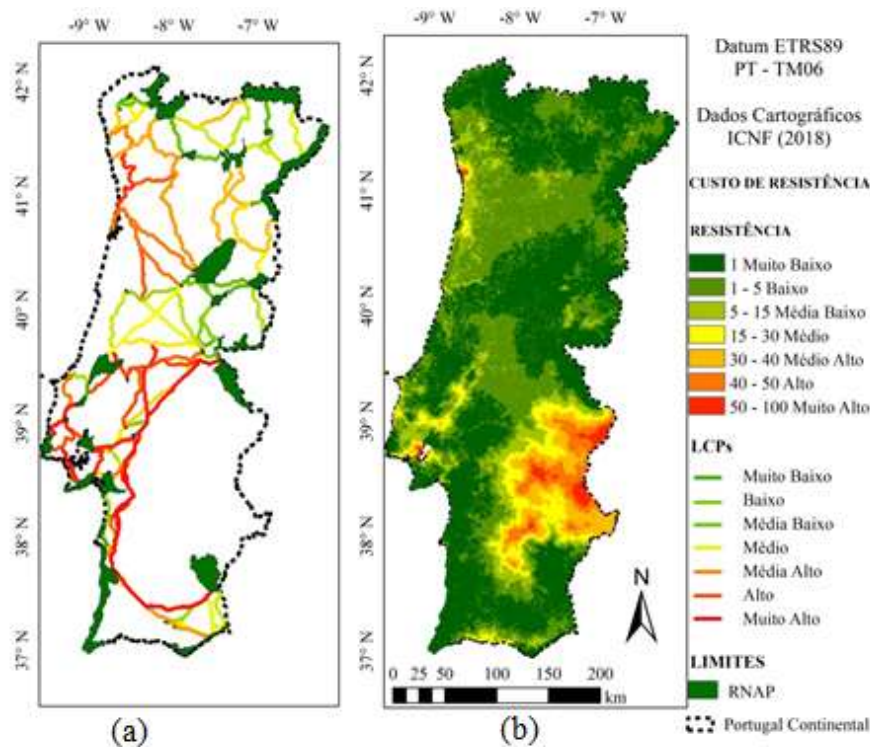 -9° W -8° W -7° W
-9° W -8° W -7° W
42° N
41° N
40° N
39° N
38° N
37° N
42° N
41° N
40° N
39° N
38° N
37° N
N
0 25 50 100 150 200
km
(a)
(b)
Datum ETRS89
PT - TM06
Dados Cartográficos
ICNF (2018)
CUSTO DE RESISTÊNCIA
RESISTÊNCIA
1 Muito Baixo
1 - 5 Baixo
5 - 15 Média Baixo
15 - 30 Médio
30 - 40 Médio Alto
40 - 50 Alto
50 - 100 Muito Alto
LCPs
Muito Baixo
Baixo
Média Baixo
Médio
Média Alto
Alto
Muito Alto
LIMITES
RNAP
Portugal Continental